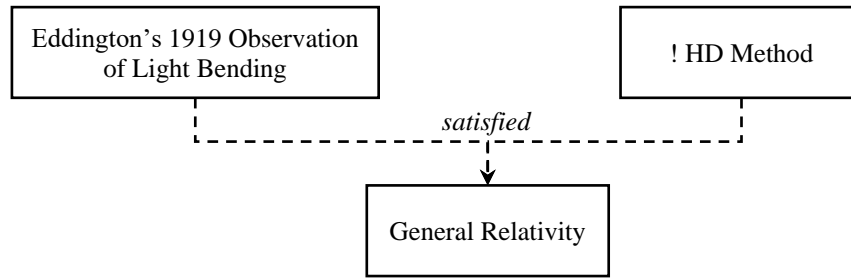 Eddington’s 1919 Observation
of Light Bending
! HD Method
satisfied
General Relativity